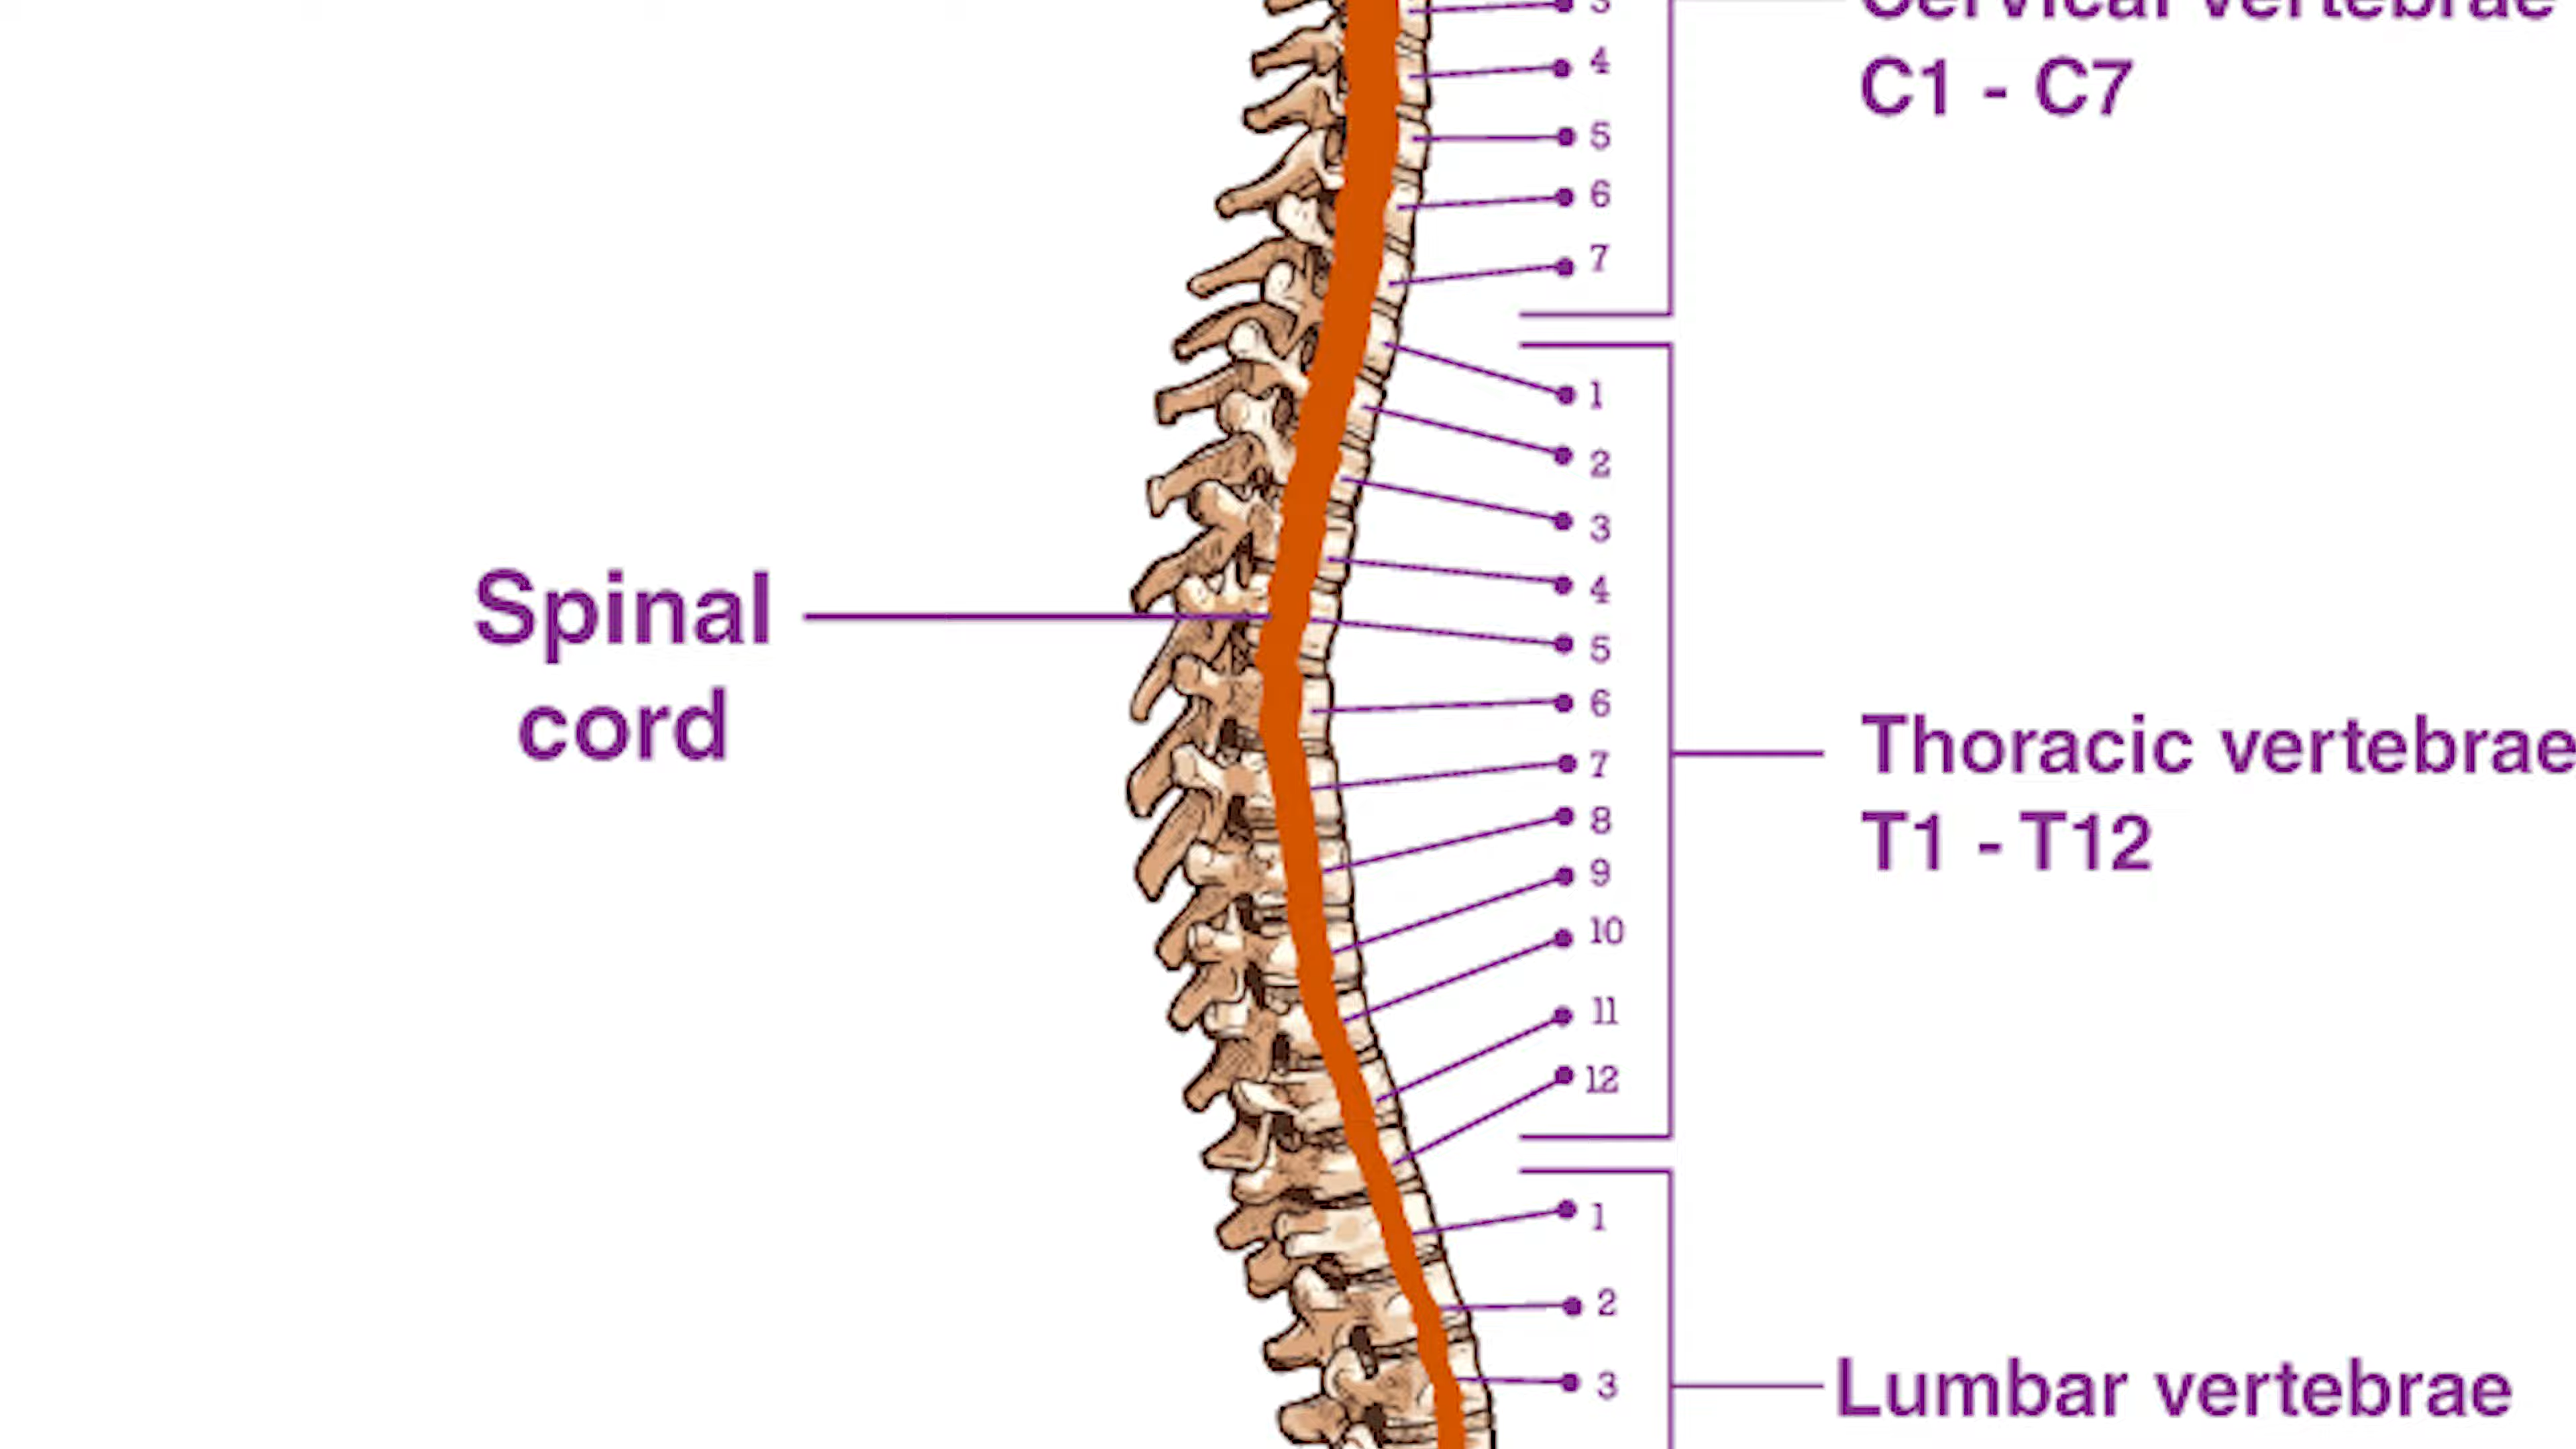 Cervical vertebrae
C1 - C7
3
4
5
6
7
1
2
3
4
5
6
7
8
9
10
11
12
Spinal
cord
Thoracic vertebrae
T1 - T12
1
2
3
Lumbar vertebrae